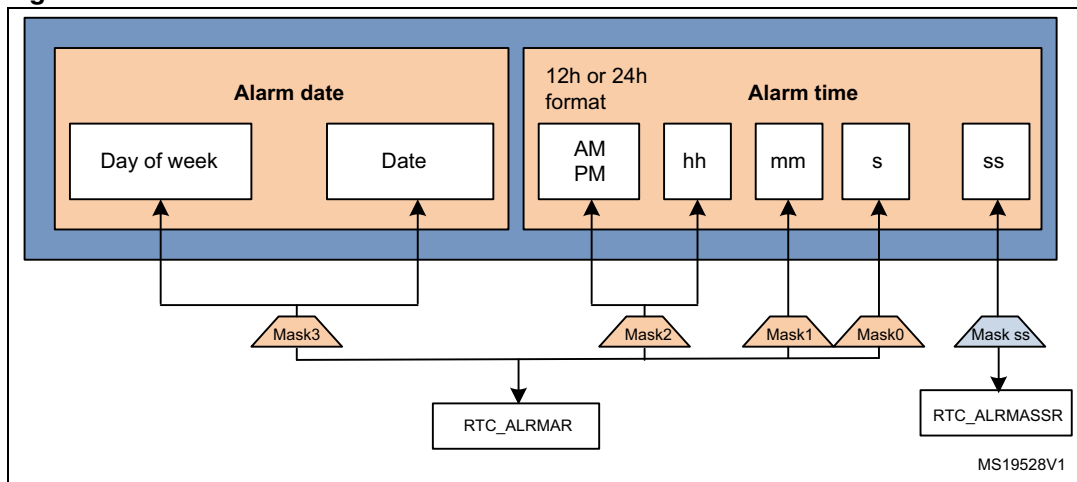 12h or 24h
format
Alarm date
Alarm time
Day of week
Date
AM
PM
hh
mm
s
ss
Mask3
Mask2
Mask1
Mask0
Mask ss
RTC_ALRMAR
RTC_ALRMASSR
MS19528V1